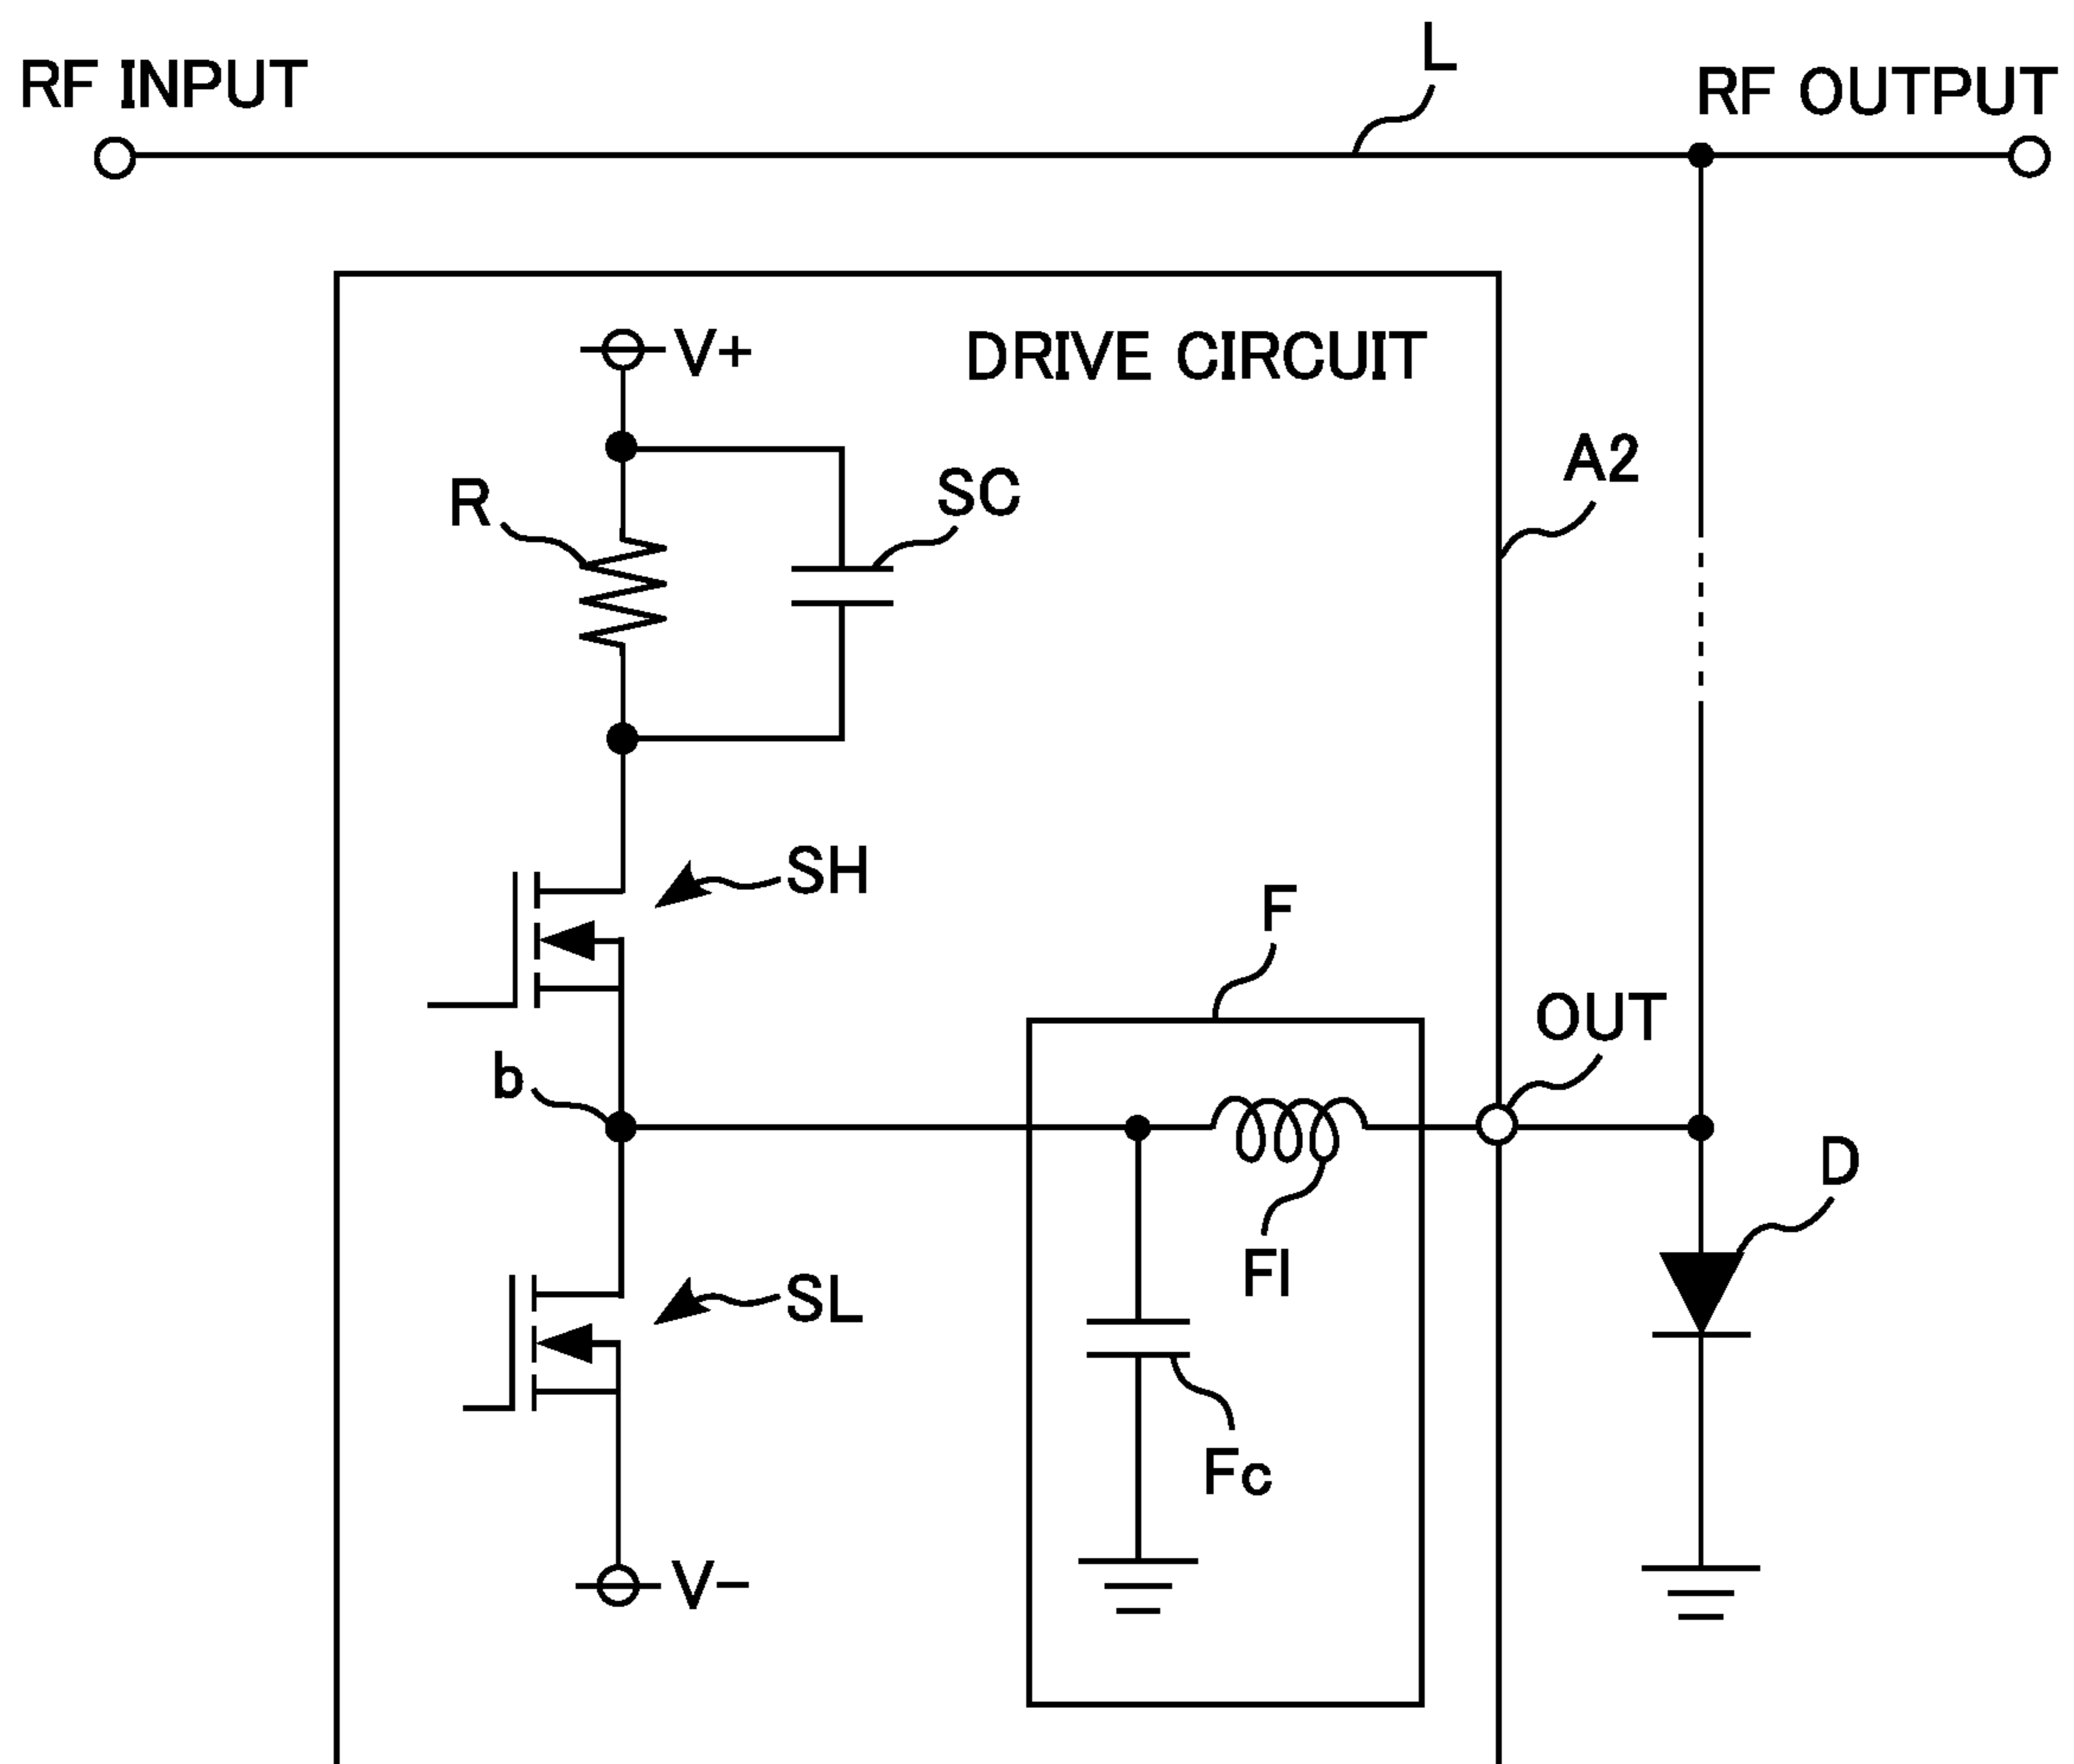 L
RF INPUT
RF OUTPUT
V+
DRIVE CIRCUIT
A2
R
SC
SH
F
OUT
b
D
Fl
SL
Fc
V−